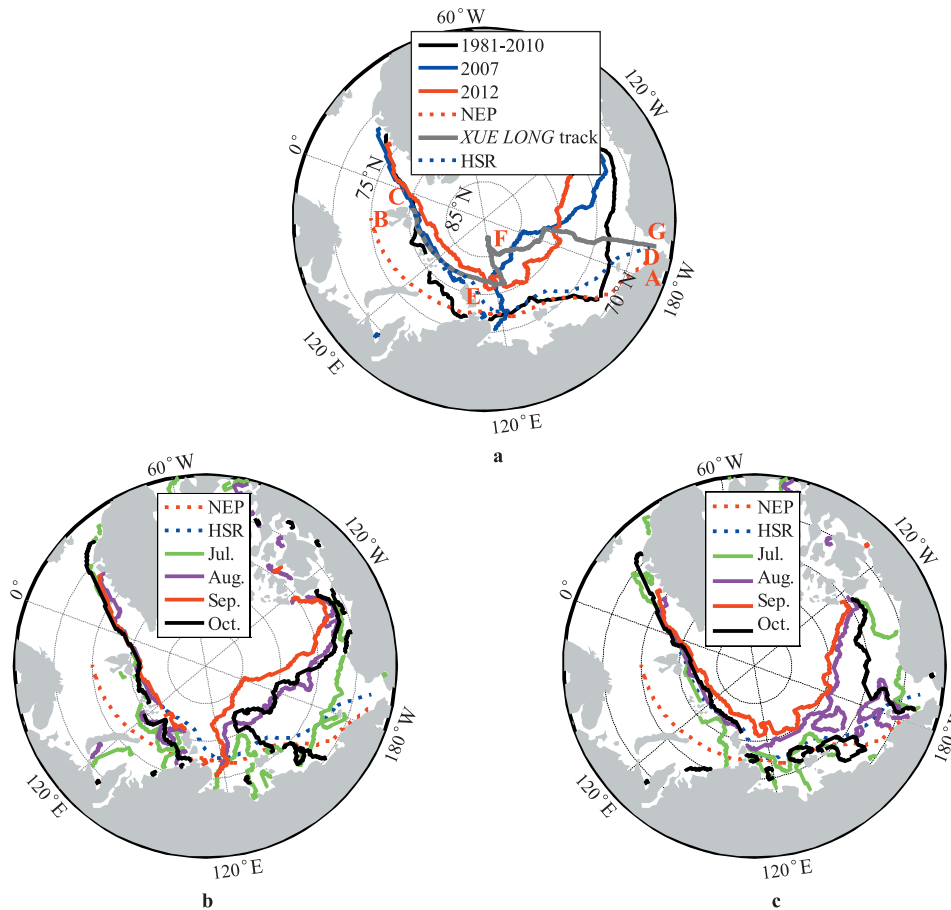 60°W
1981-2010
2007
2012
NEP
XUE LONG track
HSR
120°W
0°
75°N
85°N
C
B
F
G
D
A
E
70°N
180°W
120°E
120°E
a
60°W
NEP
HSR
Jul.
Aug.
Sep.
Oct.
120°W
0°
180°W
120°E
120°E
b
60°W
NEP
HSR
Jul.
Aug.
Sep.
Oct.
120°W
0°
180°W
120°E
120°E
c